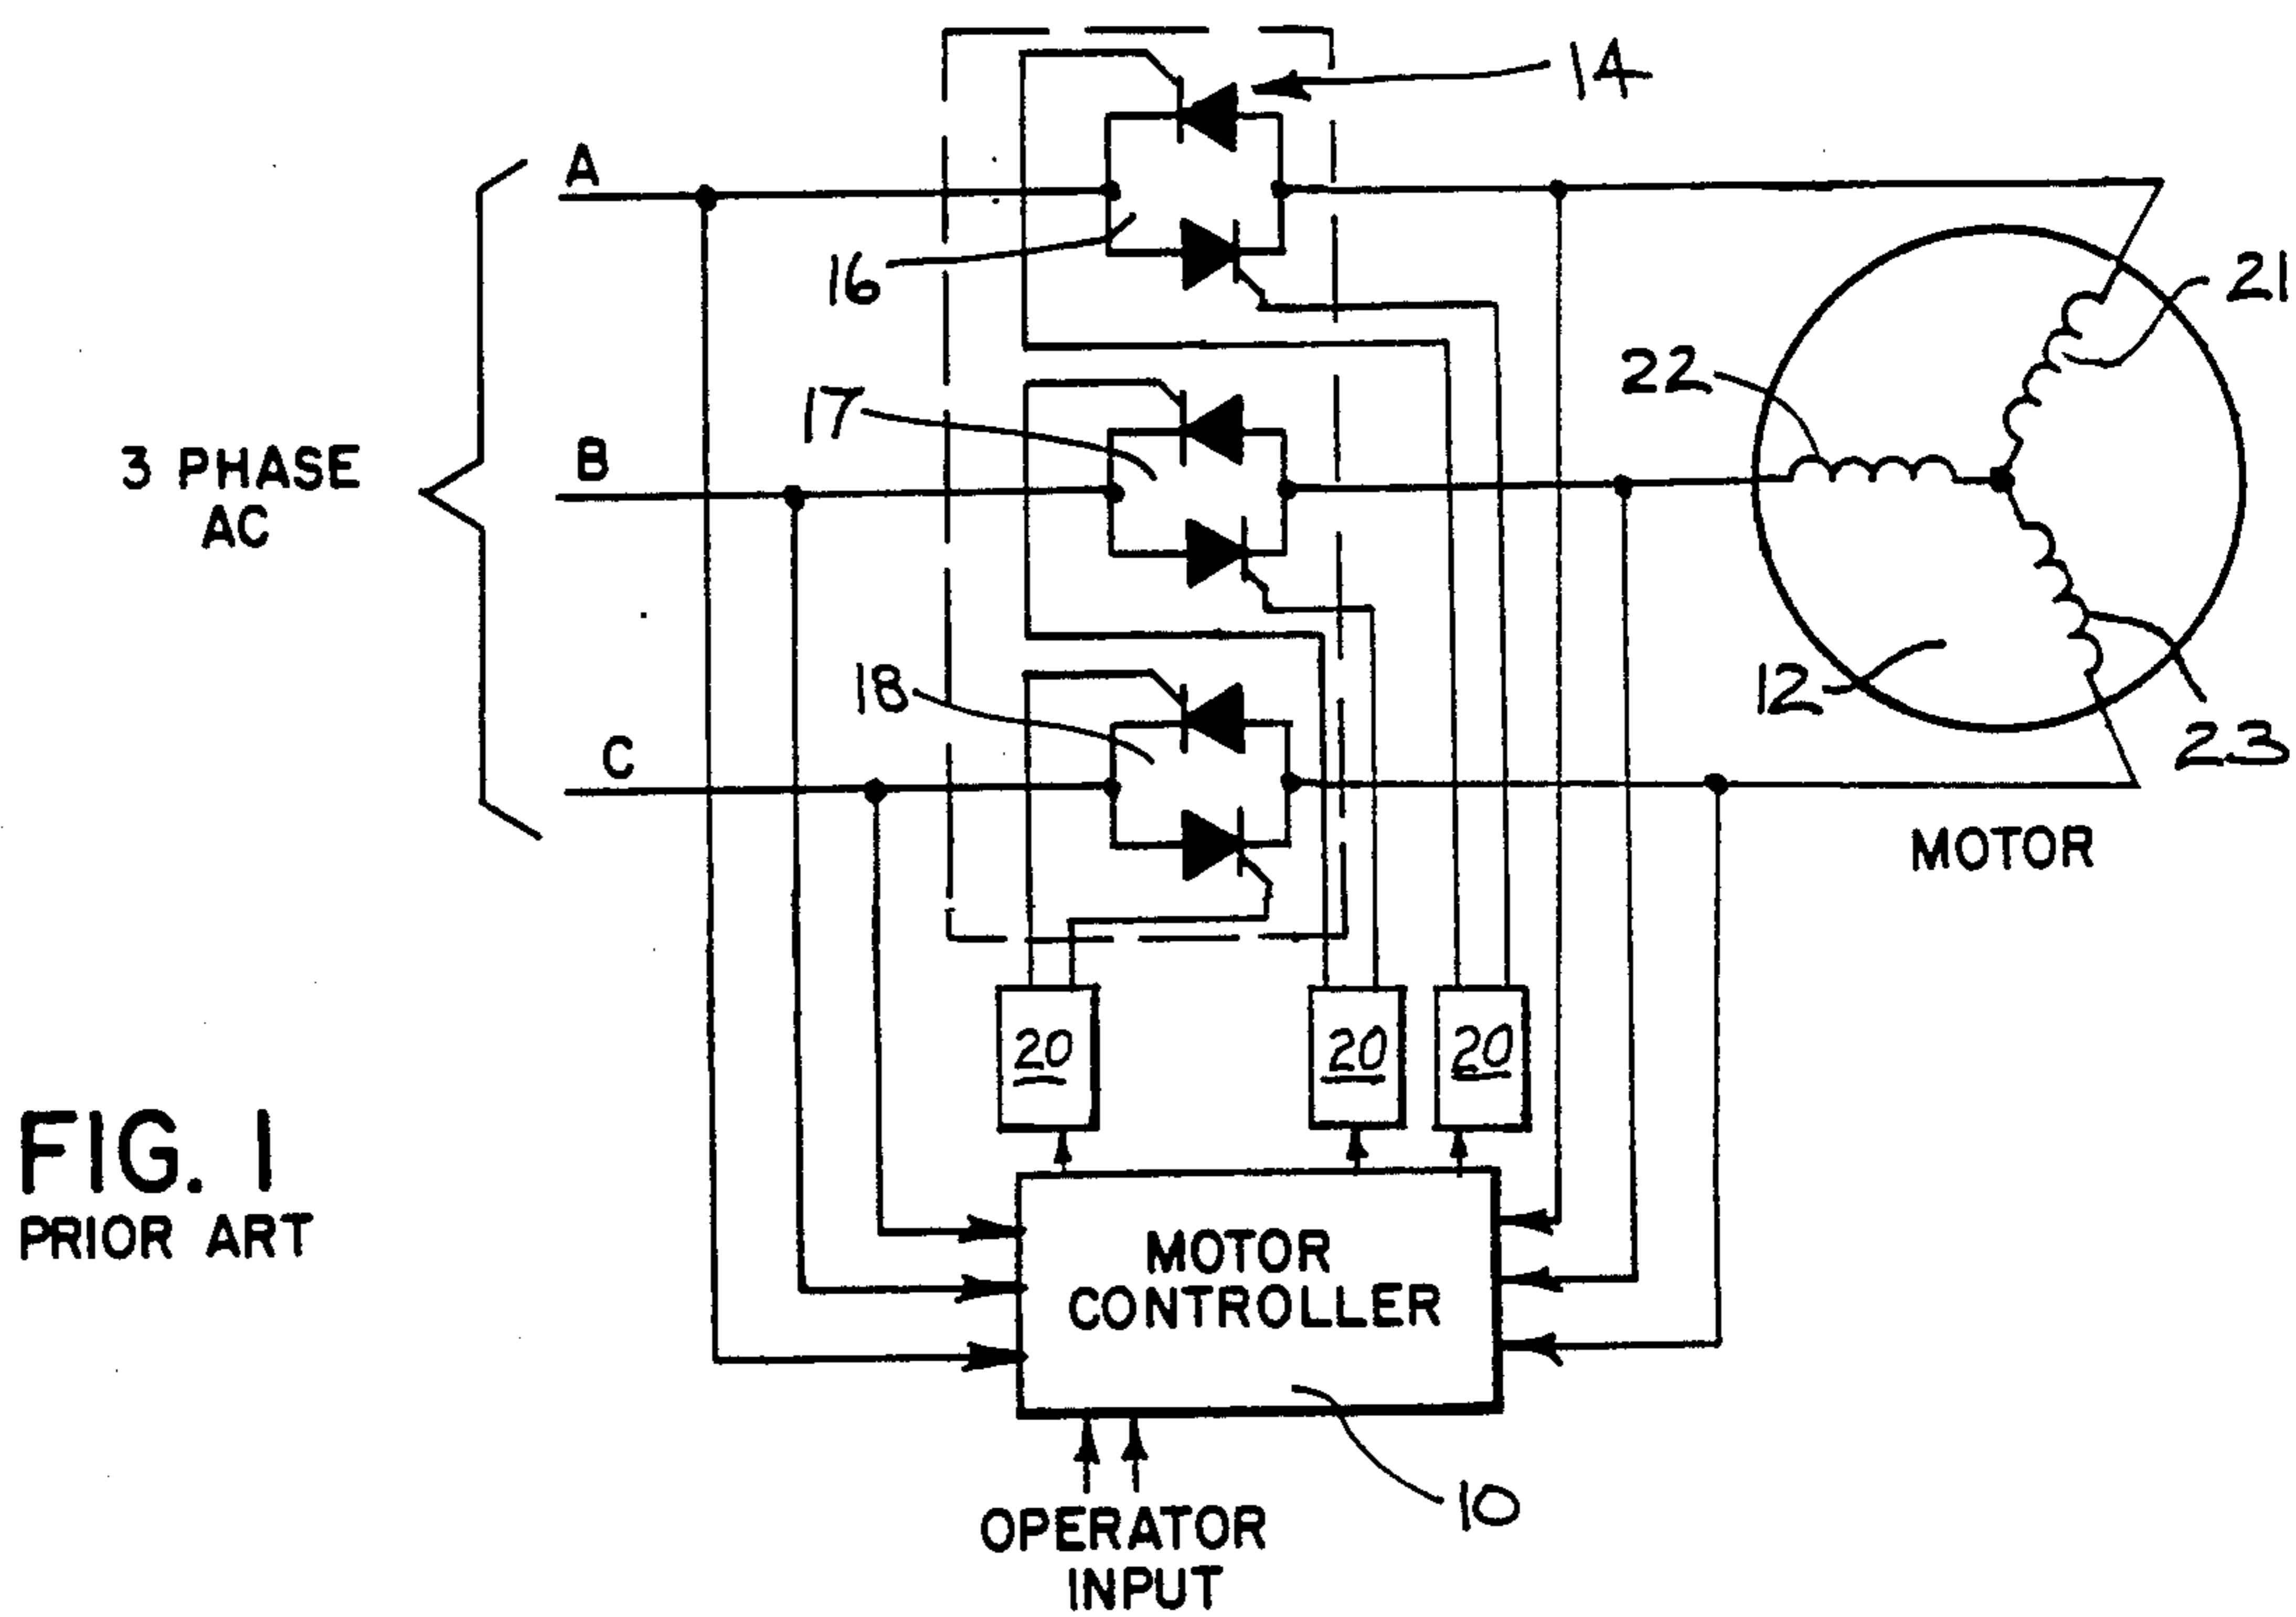 14
A
16
21
22
17
3 PHASE
AC
B
18
12
23
C
MOTOR
20
20
20
FIG. 1
PRIOR ART
MOTOR
CONTROLLER
10
OPERATOR
INPUT